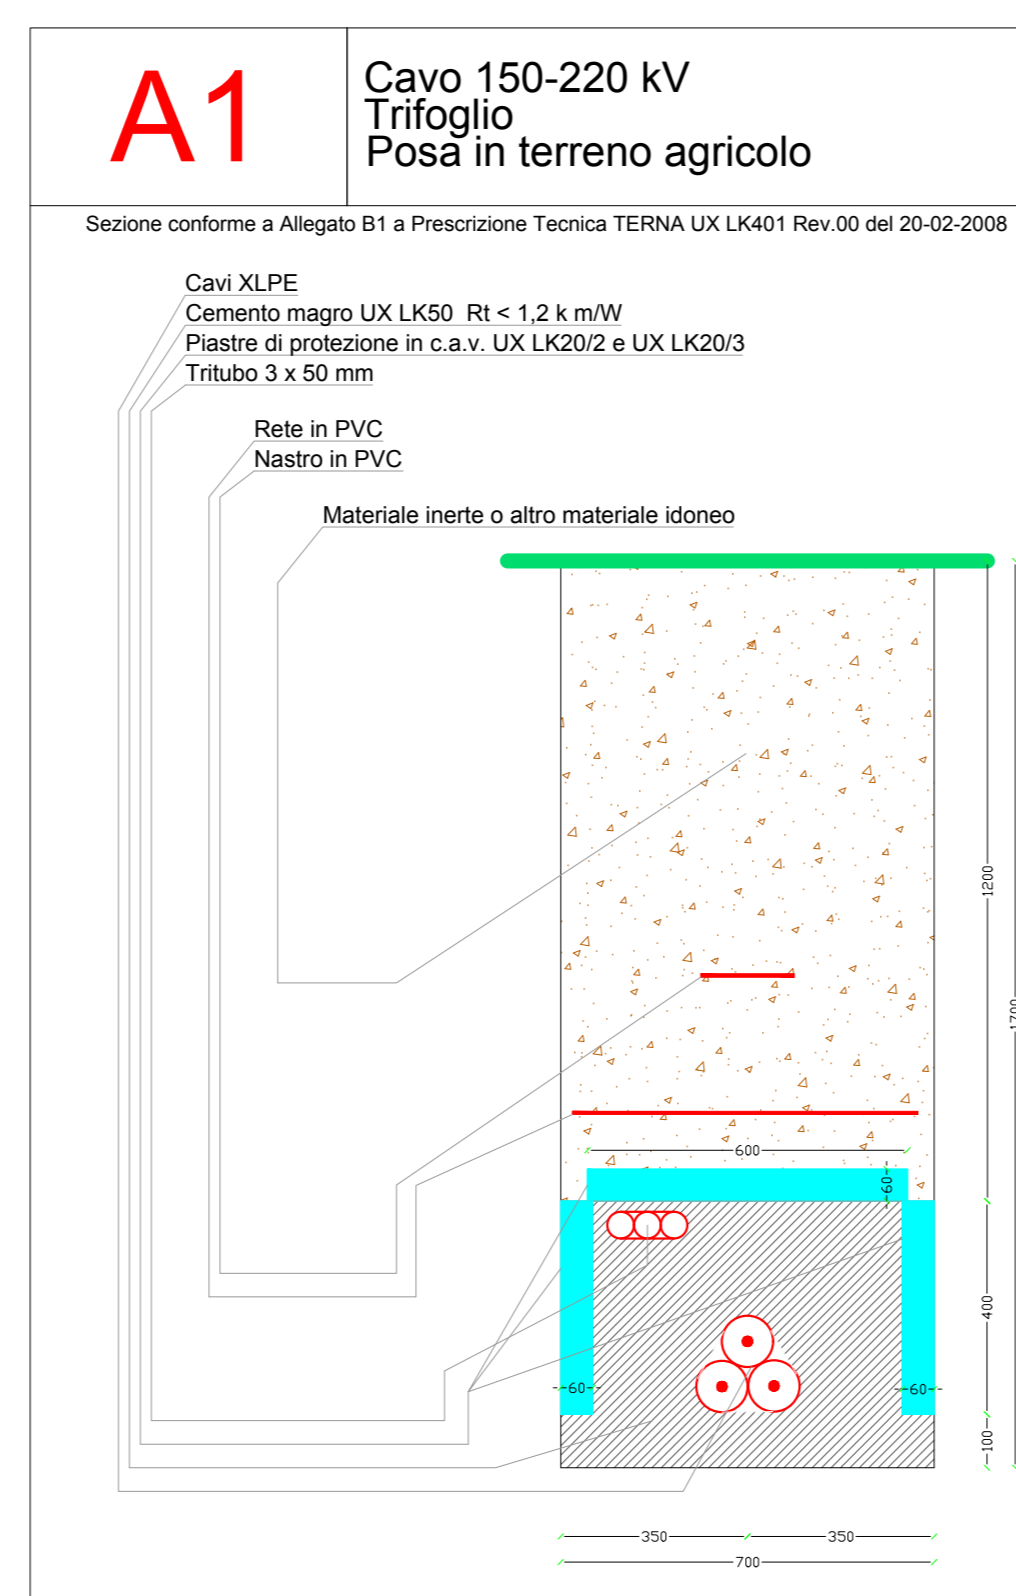 A1
Cavo 150-220 kV
Trifoglio
Posa in terreno agricolo
Sezione conforme a Allegato B1 a Prescrizione Tecnica TERNA UX LK401 Rev.00 del 20-02-2008
Cavi XLPE
Cemento magro UX LK50 Rt < 1,2 k m/W
Piastre di protezione in c.a.v. UX LK20/2 e UX LK20/3
Tritubo 3 x 50 mm
Rete in PVC
Nastro in PVC
Materiale inerte o altro materiale idoneo
1200
1700
600
60
400
60
60
100
350
350
700